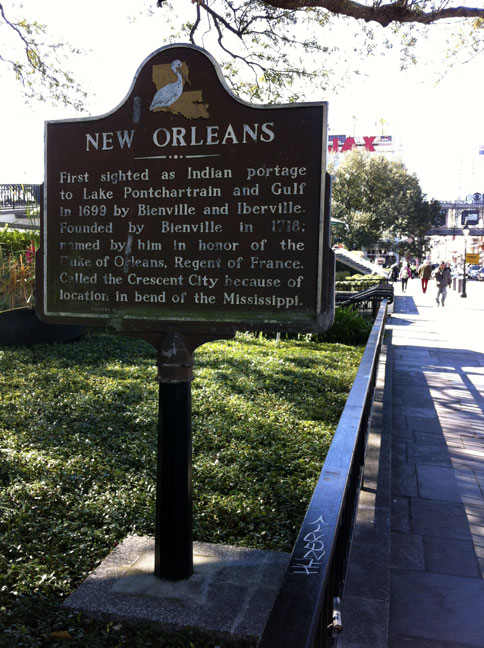 NEW ORLEANS
First sighted as Indian portage
to Lake Pontchartrain and Gulf
in 1699 by Bienville and Iberville.
Founded by Bienville in 1718;
named by him in honor of the
Duke of Orleans, Regent of France.
Called the Crescent City because of
location in bend of the Mississippi.
JAX